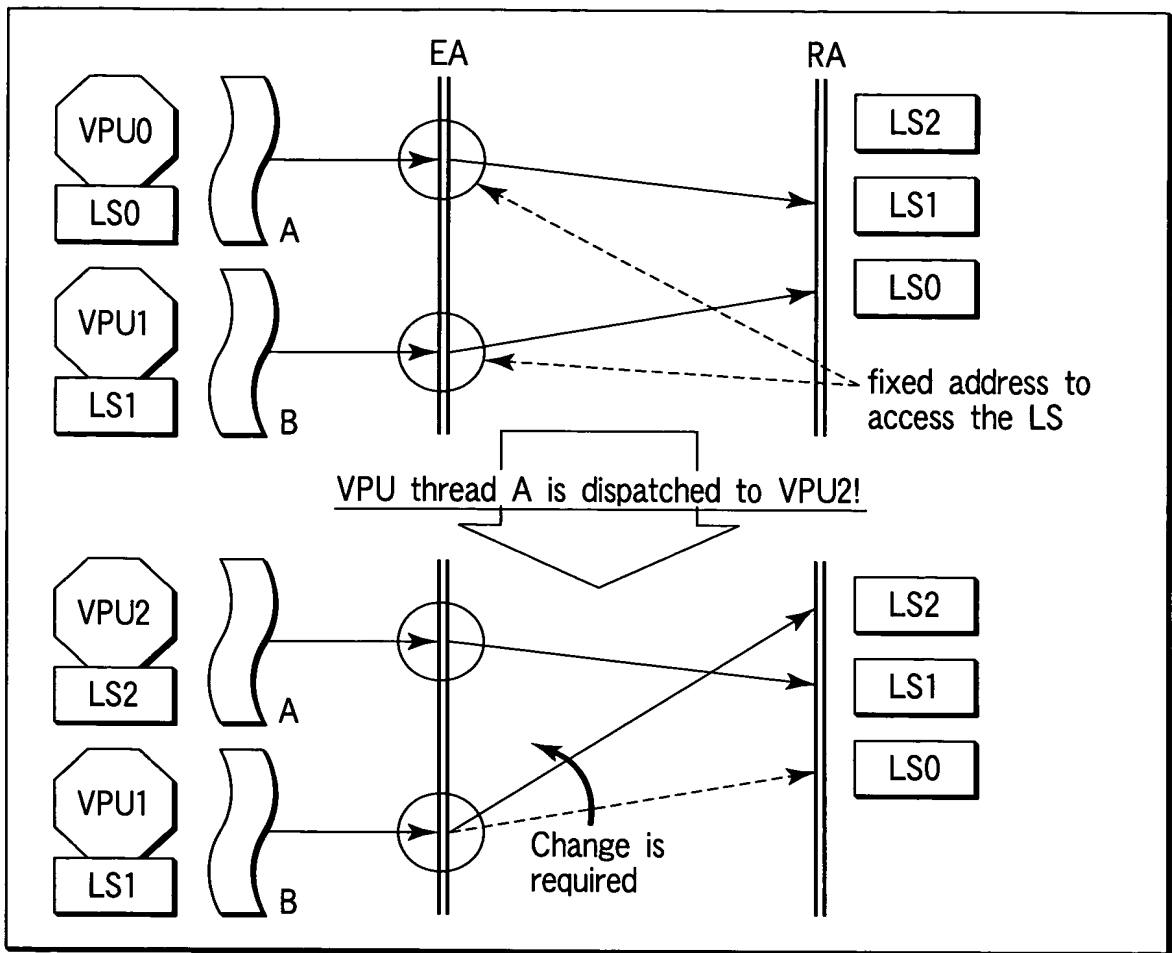 EA
RA
VPU0
LS0
A
LS2
LS1
LS0
VPU1
LS1
B
fixed address to
access the LS
VPU thread A is dispatched to VPU2!
VPU2
LS2
A
LS2
LS1
LS0
VPU1
LS1
B
Change is
required